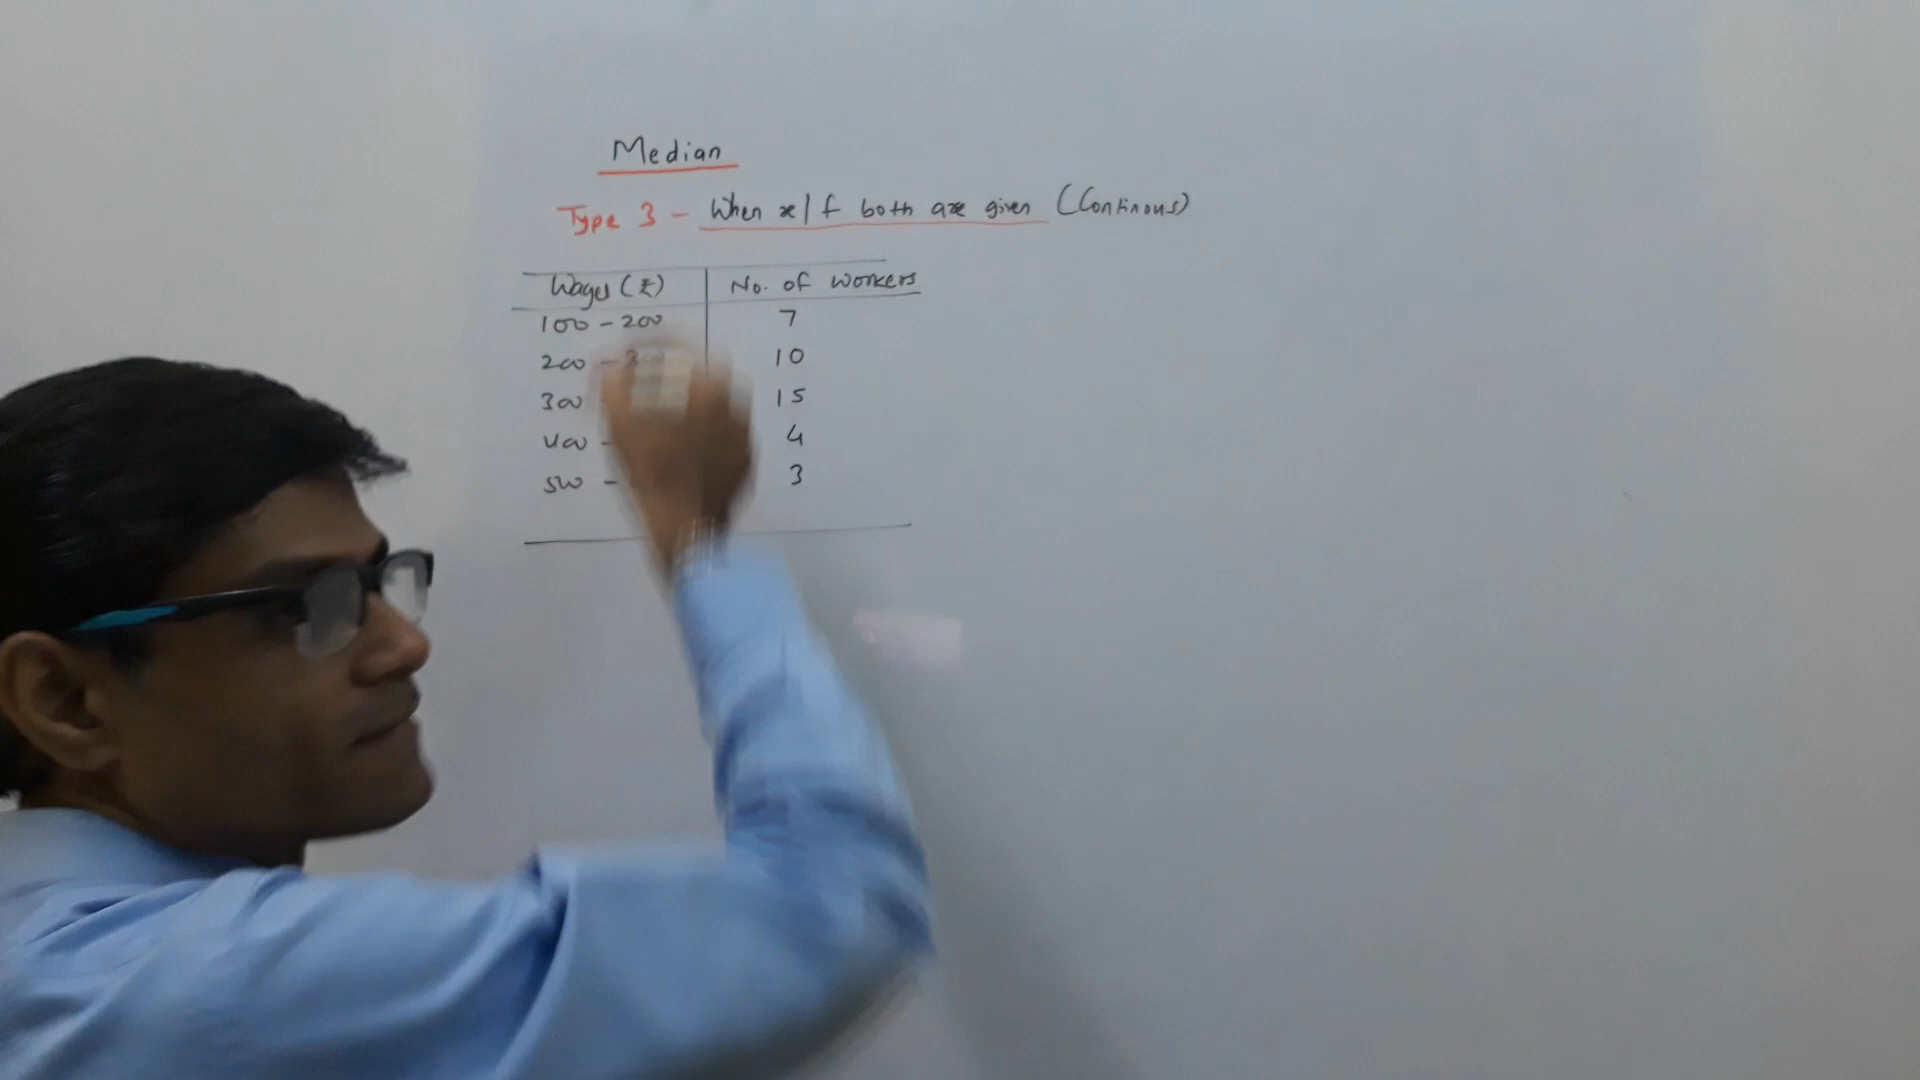 Median
Type 3 - When x/f both are given (Continous)
Wages (₹) No. of workers
100 - 200 7
200 - 300 10
300 15
400 - 4
500 - 3